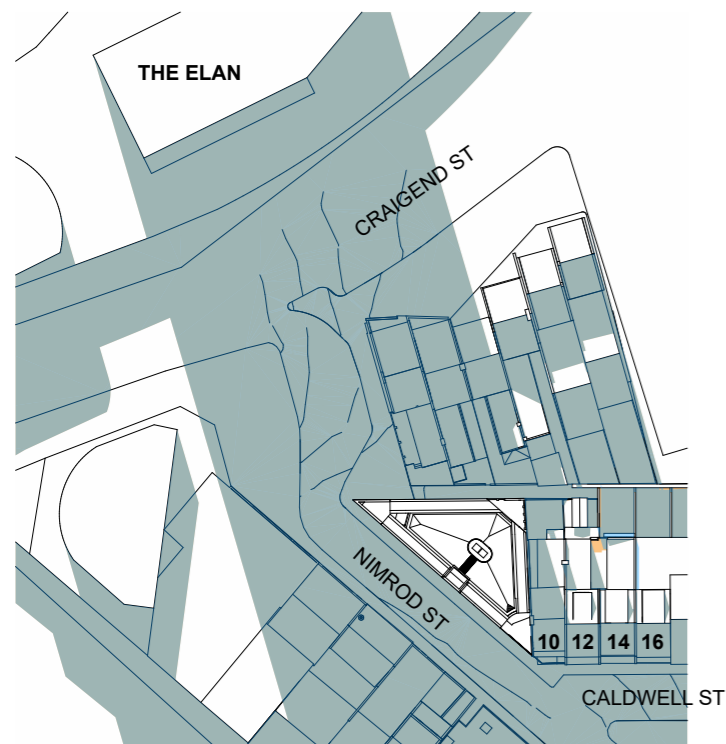 THE ELAN
CRAIGEND ST
NIMROD ST
10 12 14 16
CALDWELL ST